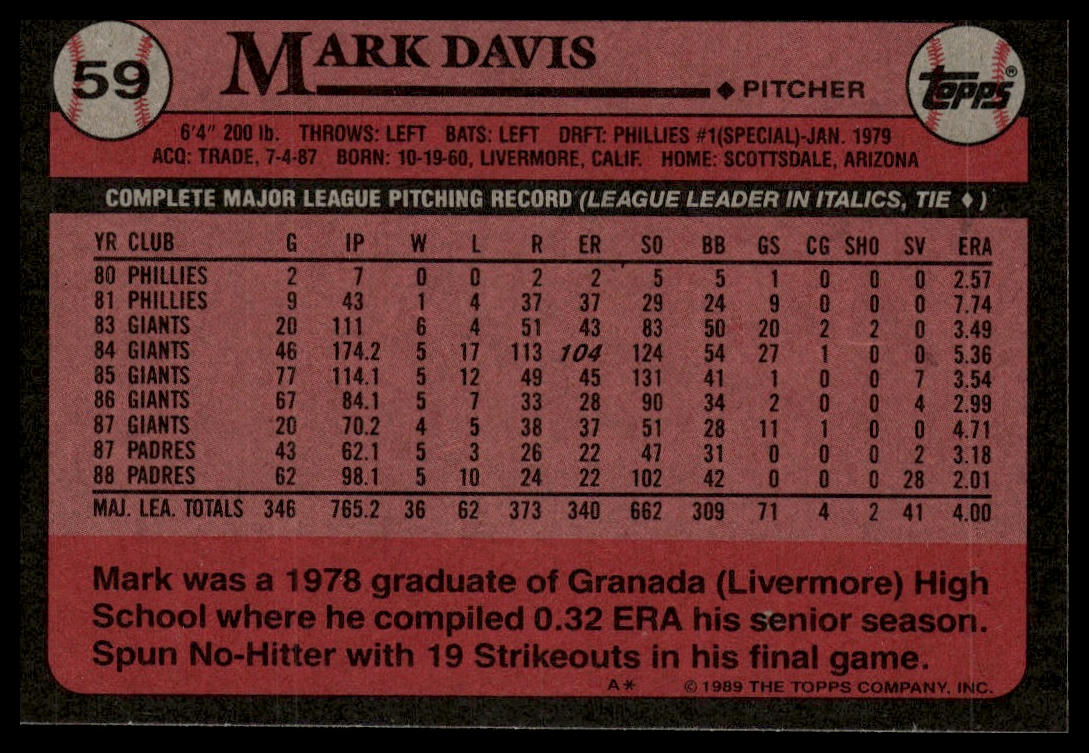 59
MARK DAVIS
◆ PITCHER
Topps®
6'4" 200 lb. THROWS: LEFT BATS: LEFT DRFT: PHILLIES #1(SPECIAL)-JAN. 1979
ACQ: TRADE, 7-4-87 BORN: 10-19-60, LIVERMORE, CALIF. HOME: SCOTTSDALE, ARIZONA
COMPLETE MAJOR LEAGUE PITCHING RECORD (LEAGUE LEADER IN ITALICS, TIE ♦)
YR CLUB G IP W L R ER SO BB GS CG SHO SV ERA
80 PHILLIES 2 7 0 0 2 2 5 5 1 0 0 0 2.57
81 PHILLIES 9 43 1 4 37 37 29 24 9 0 0 0 7.74
83 GIANTS 20 111 6 4 51 43 83 50 20 2 2 0 3.49
84 GIANTS 46 174.2 5 17 113 104 124 54 27 1 0 0 5.36
85 GIANTS 77 114.1 5 12 49 45 131 41 1 0 0 7 3.54
86 GIANTS 67 84.1 5 7 33 28 90 34 2 0 0 4 2.99
87 GIANTS 20 70.2 4 5 38 37 51 28 11 1 0 0 4.71
87 PADRES 43 62.1 5 3 26 22 47 31 0 0 0 2 3.18
88 PADRES 62 98.1 5 10 24 22 102 42 0 0 0 28 2.01
MAJ. LEA. TOTALS 346 765.2 36 62 373 340 662 309 71 4 2 41 4.00
Mark was a 1978 graduate of Granada (Livermore) High
School where he compiled 0.32 ERA his senior season.
Spun No-Hitter with 19 Strikeouts in his final game.
A* © 1989 THE TOPPS COMPANY, INC.